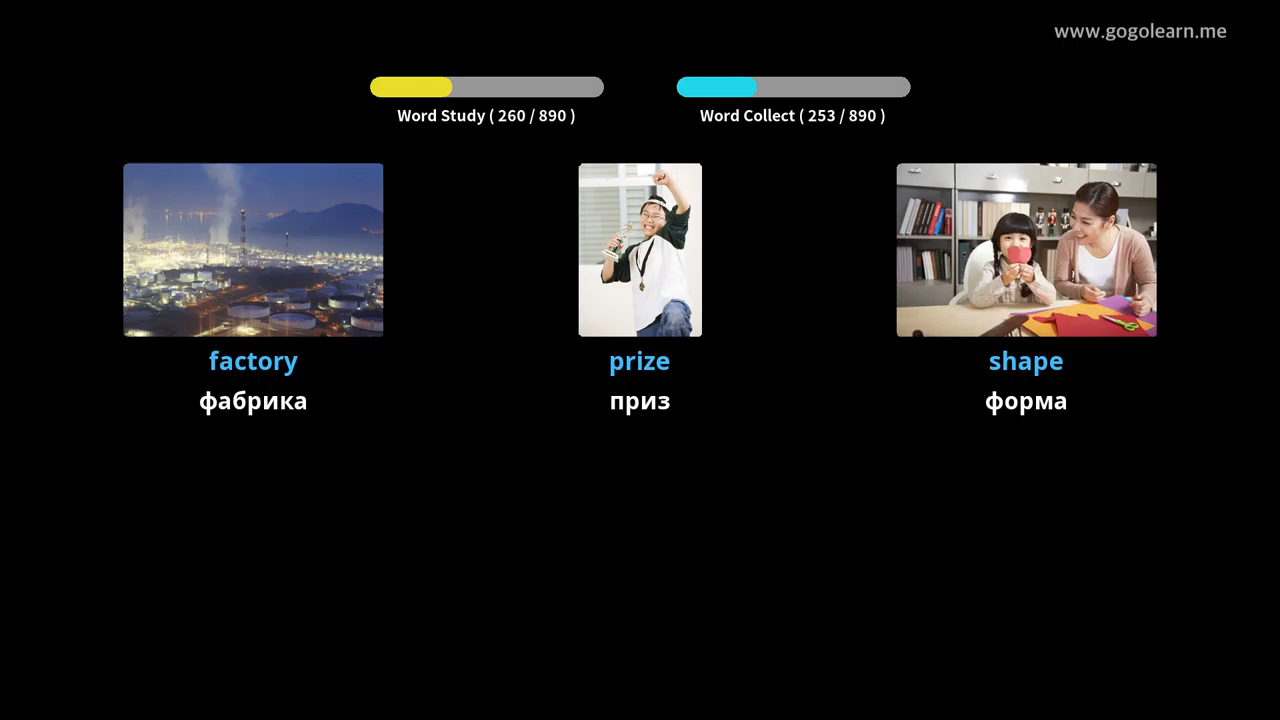 www.gogolearn.me
Word Study ( 260 / 890 )
Word Collect ( 253 / 890 )
factory
prize
shape
фабрика
приз
форма